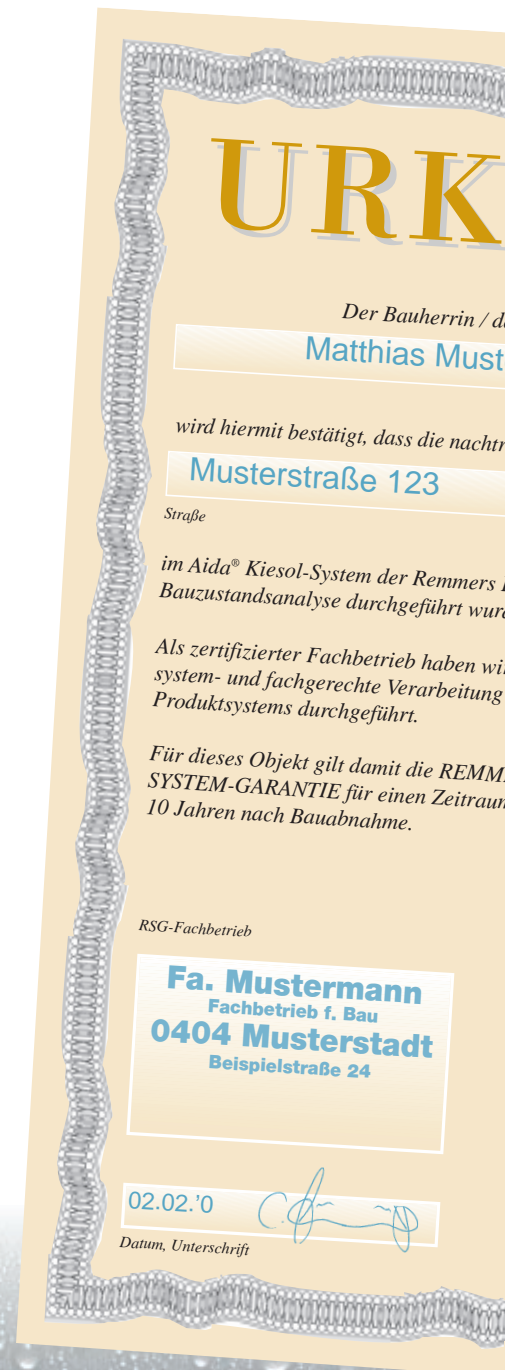 URK
Der Bauherrin / d
Matthias Must
wird hiermit bestätigt, dass die nachtr
Musterstraße 123
Straße
im Aida® Kiesol-System der Remmers
Bauzustandsanalyse durchgeführt wurd
Als zertifizierter Fachbetrieb haben wi
system- und fachgerechte Verarbeitung
Produktsystems durchgeführt.
Für dieses Objekt gilt damit die REMM
SYSTEM-GARANTIE für einen Zeitraum
10 Jahren nach Bauabnahme.
RSG-Fachbetrieb
Fa. Mustermann
Fachbetrieb f. Bau
0404 Musterstadt
Beispielstraße 24
02.02.'0
Datum, Unterschrift